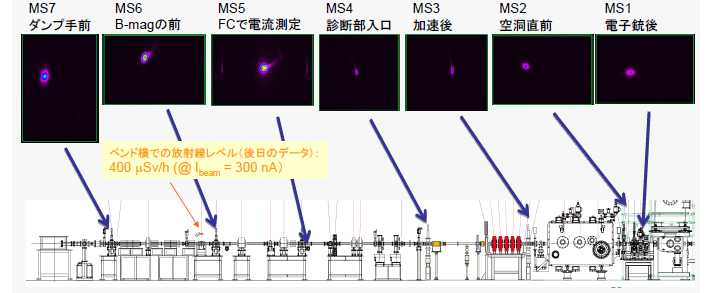 MS7
ダンプ手前
MS6
B-magの前
MS5
FCで電流測定
MS4
診断部入口
MS3
加速後
MS2
空洞直前
MS1
電子銃後
ベンド横での放射線レベル(後日のデータ):
400 μSv/h (@ Ibeam = 300 nA)